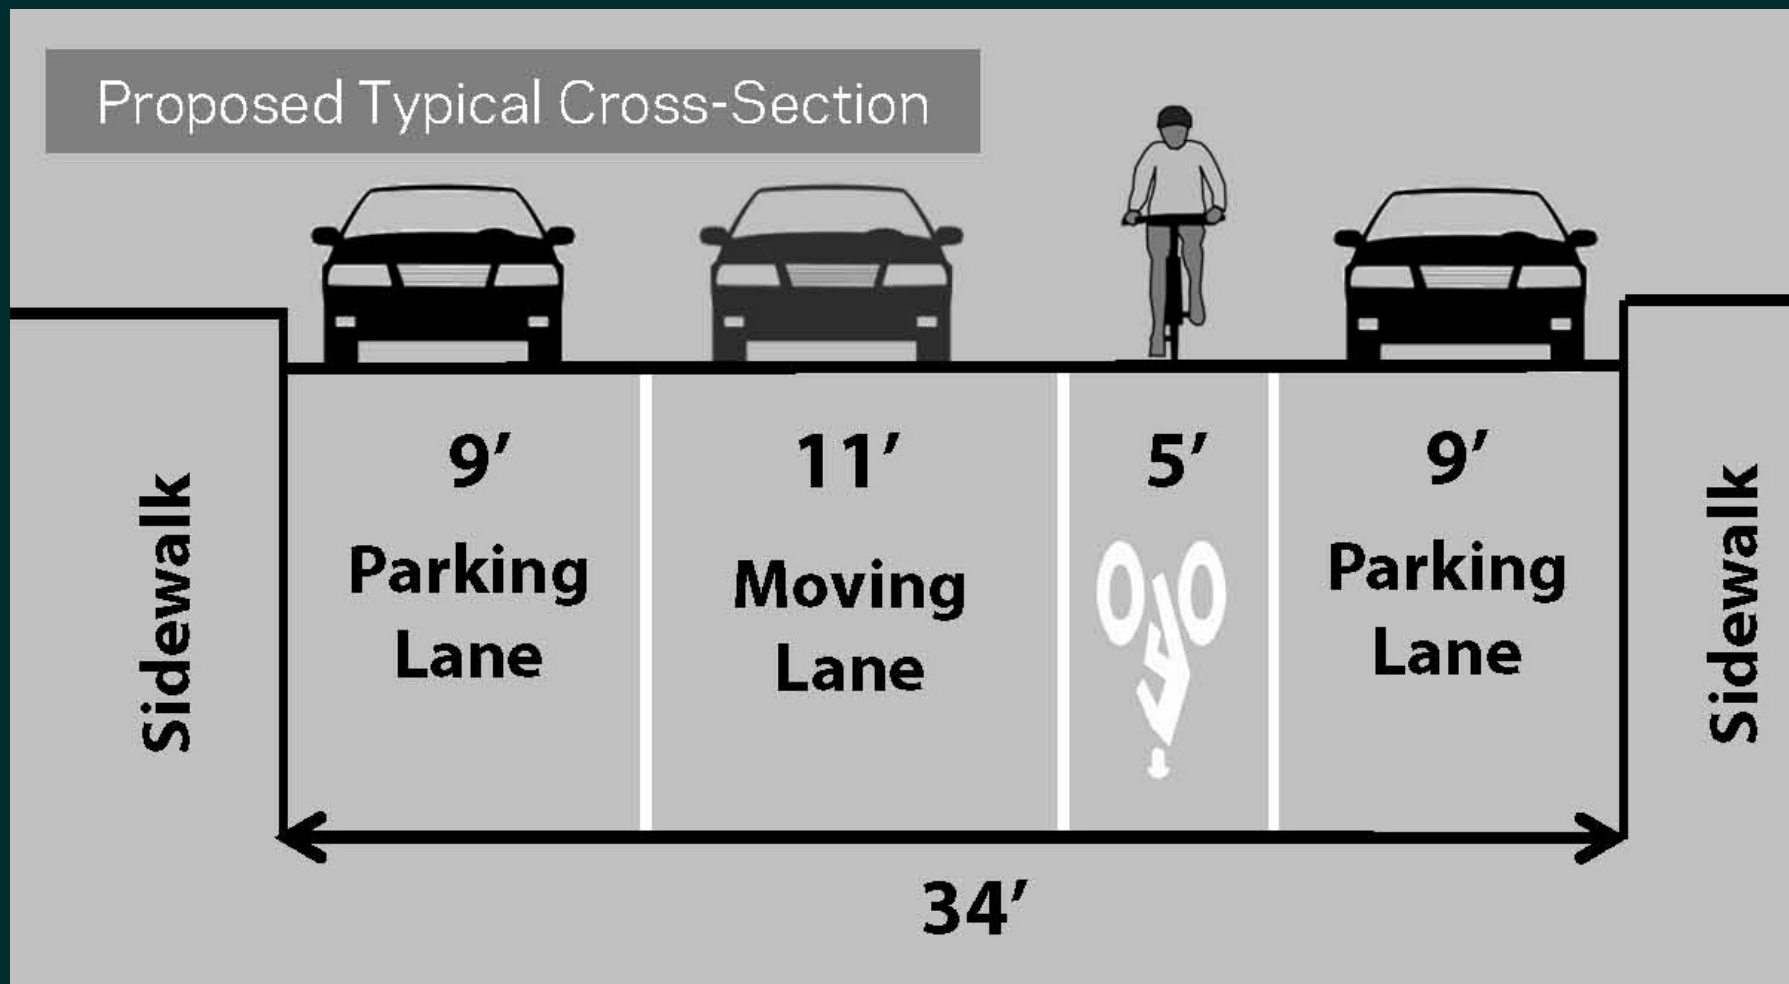 Proposed Typical Cross-Section
9’
11’
5’
9’
Parking
Lane
Moving
Lane
Parking
Lane
Sidewalk
Sidewalk
34’